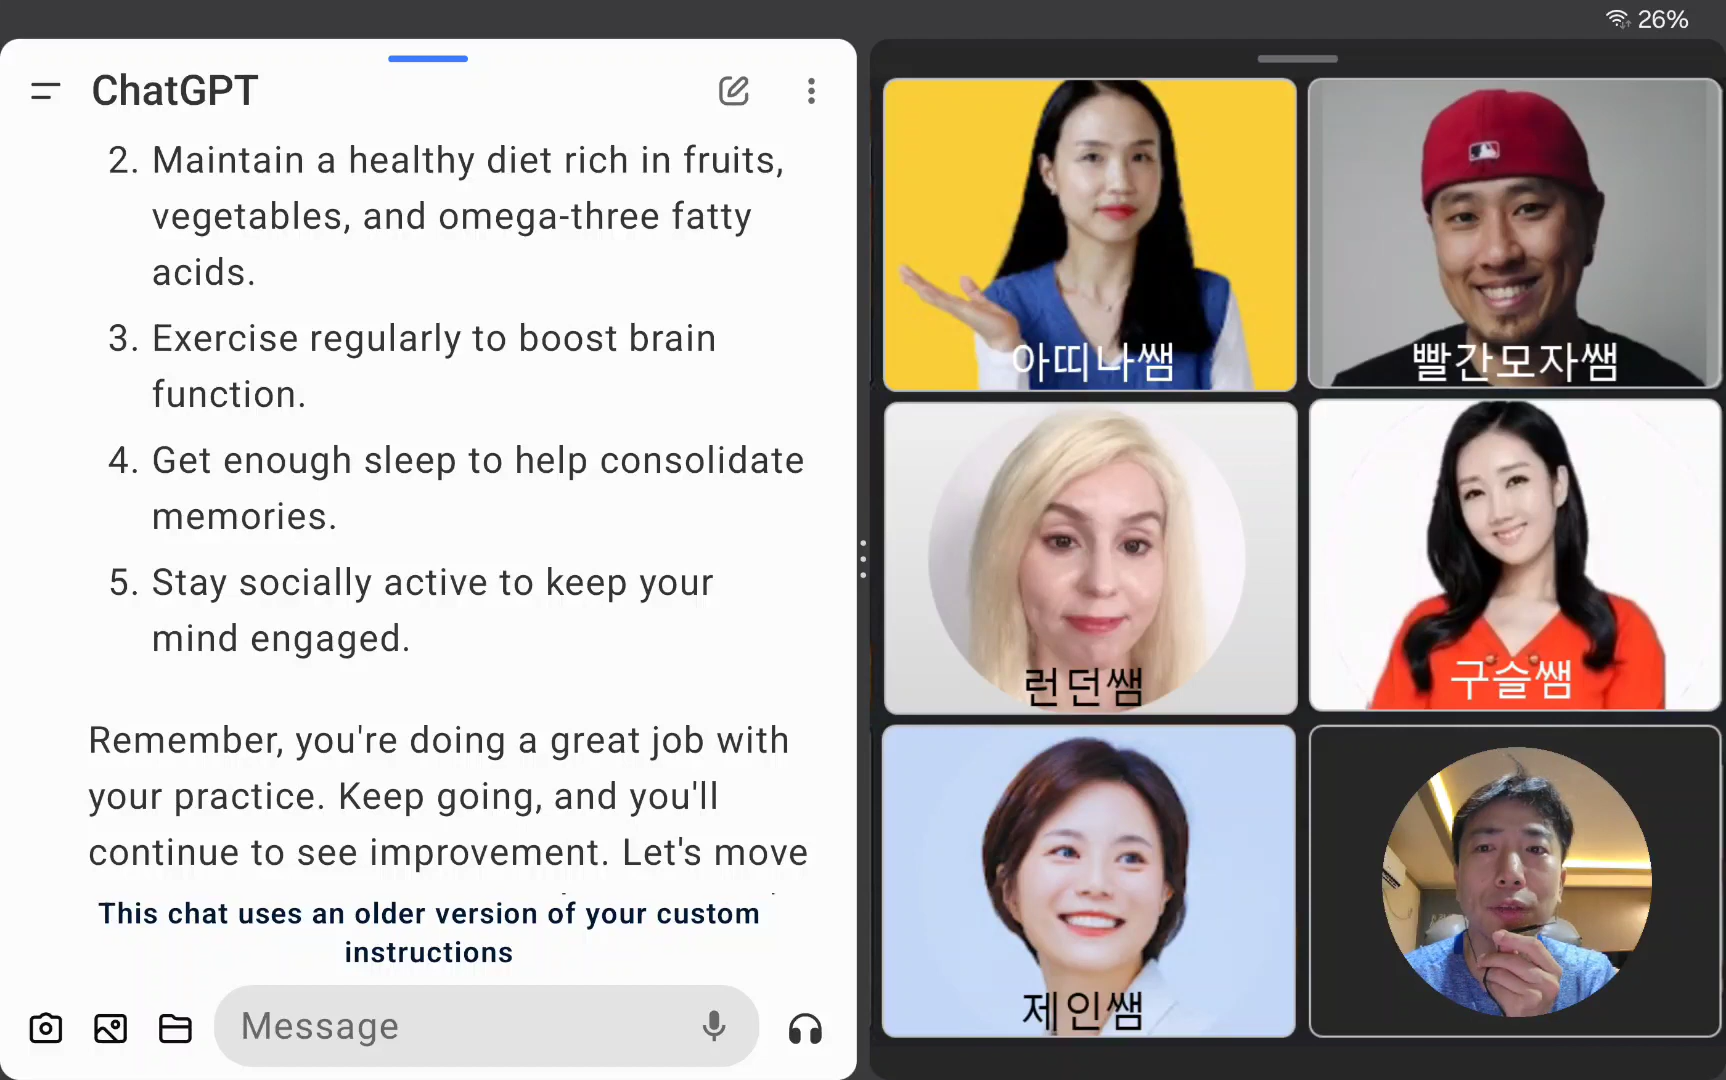 26%
ChatGPT
2. Maintain a healthy diet rich in fruits,
vegetables, and omega-three fatty
acids.
3. Exercise regularly to boost brain
function.
4. Get enough sleep to help consolidate
memories.
5. Stay socially active to keep your
mind engaged.
Remember, you're doing a great job with
your practice. Keep going, and you'll
continue to see improvement. Let's move
This chat uses an older version of your custom
instructions
Message
아띠나쌤
빨간모자쌤
런던쌤
구슬쌤
제인쌤